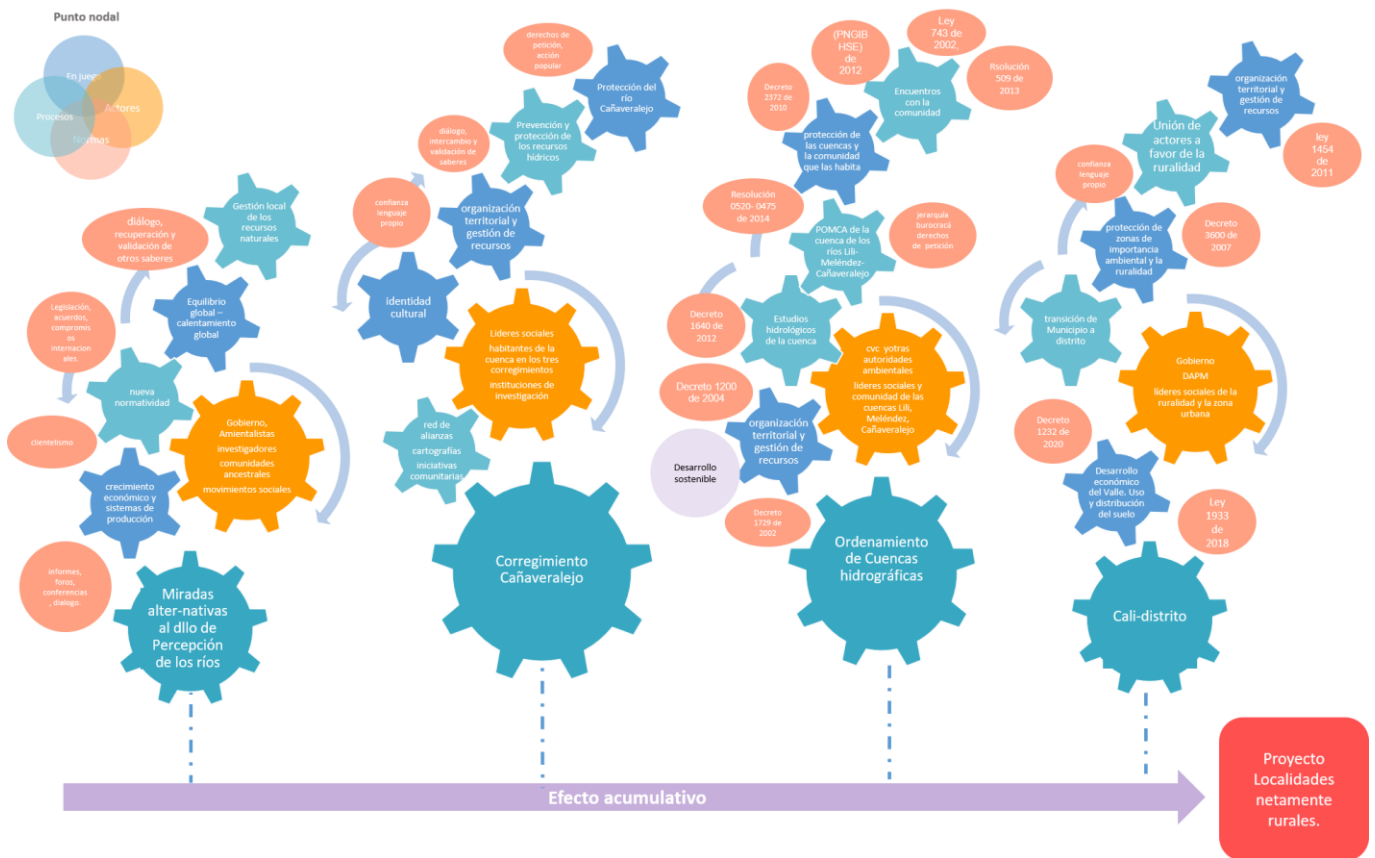 Punto nodal
En juego
Procesos
Actores
Normas
Gestión local de
los recursos
naturales
diálogo,
recuperación y
validación de
otros saberes
Equilibrio
global –
calentamiento
global
Legislación,
acuerdos,
compromis
os
internacion
ales.
nueva
normatividad
clientelismo
Gobierno,
Amientalistas
investigadores
comunidades
ancestrales
movimientos sociales
crecimiento
económico y
sistemas de
producción
Informes,
foros,
conferencias
, dialogo.
Miradas
alter-nativas
al dllo de
Percepción
de los ríos
derechos de
petición,
acción
popular
Protección del
río
Cañaveralejo
Prevención y
protección de
los recursos
hídricos
diálogo,
intercambio y
validación de
saberes
confianza
lenguaje
propio
organización
territorial y
gestión de
recursos
identidad
cultural
Lideres sociales
habitantes de la
cuenca en los tres
corregimientos
instituciones de
investigación
red de
alianzas
cartografías
iniciativas
comunitarias
Corregimiento
Cañaveralejo
(PNGIB
HSE)
de
2012
Ley
743 de
2002,
Rsolución
509 de
2013
Encuentros
con la
comunidad
Decreto
2372 de
2010
protección de
las cuencas y
la comunidad
que las habita
Resolución
0520- 0475
de 2014
POMCA de la
cuenca de los
ríos Lili-
Meléndez-
Cañaveralejo
jerarquía
burocracá
derechos
de petición
Decreto
1640 de
2012
Estudios
hidrológicos
de la cuenca
cvc yotras
autoridades
ambientales
líderes sociales y
comunidad de las
cuencas Lili,
Meléndez,
Cañaveralejo
Decreto 1200
de 2004
organización
territorial y
gestión de
recursos
Desarrollo
sostenible
Decreto
1729 de
2002
Ordenamiento
de Cuencas
hidrográficas
organización
territorial y
gestión de
recursos
Unión de
actores a
favor de la
ruralidad
ley
1454 de
2011
confianza
lenguaje
propio
protección de
zonas de
importancia
ambiental y la
ruralidad
Decreto
3600 de
2007
transición de
Municipio a
distrito
Gobierno
DAPM
líderes sociales de la
ruralidad y la zona
urbana
Decreto
1232 de
2020
Desarrollo
económico
del Valle. Uso
y distribución
del suelo
Ley
1933
de
2018
Cali-distrito
Efecto acumulativo
Proyecto
Localidades
netamente
rurales.